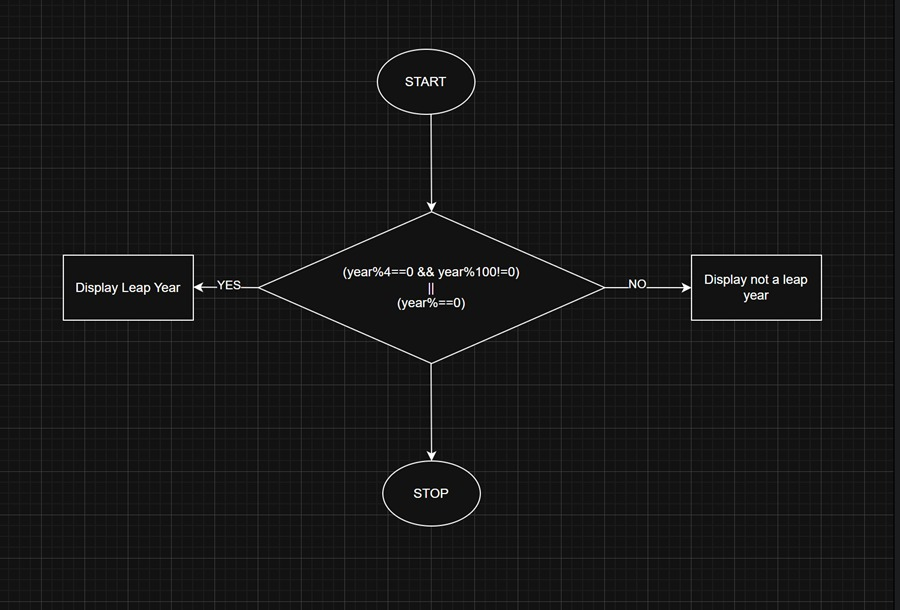 START
(year%4==0 && year%100!=0)
||
(year%==0)
YES
NO
Display Leap Year
Display not a leap
year
STOP